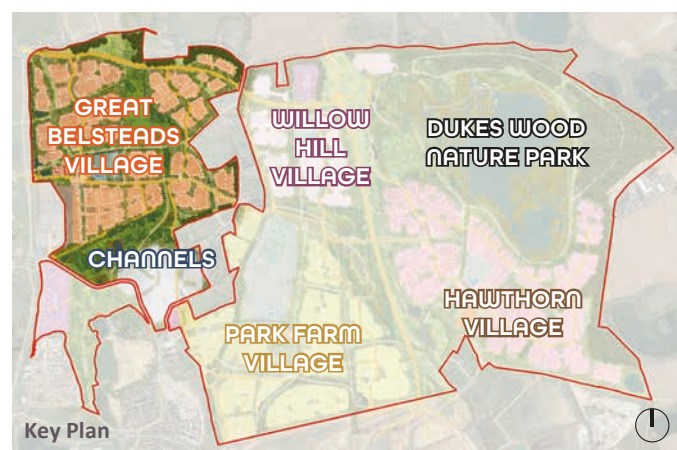 GREAT
BELSTEADS
VILLAGE
WILLOW
HILL
VILLAGE
DUKES WOOD
NATURE PARK
CHANNELS
HAWTHORN
VILLAGE
PARK FARM
VILLAGE
Key Plan